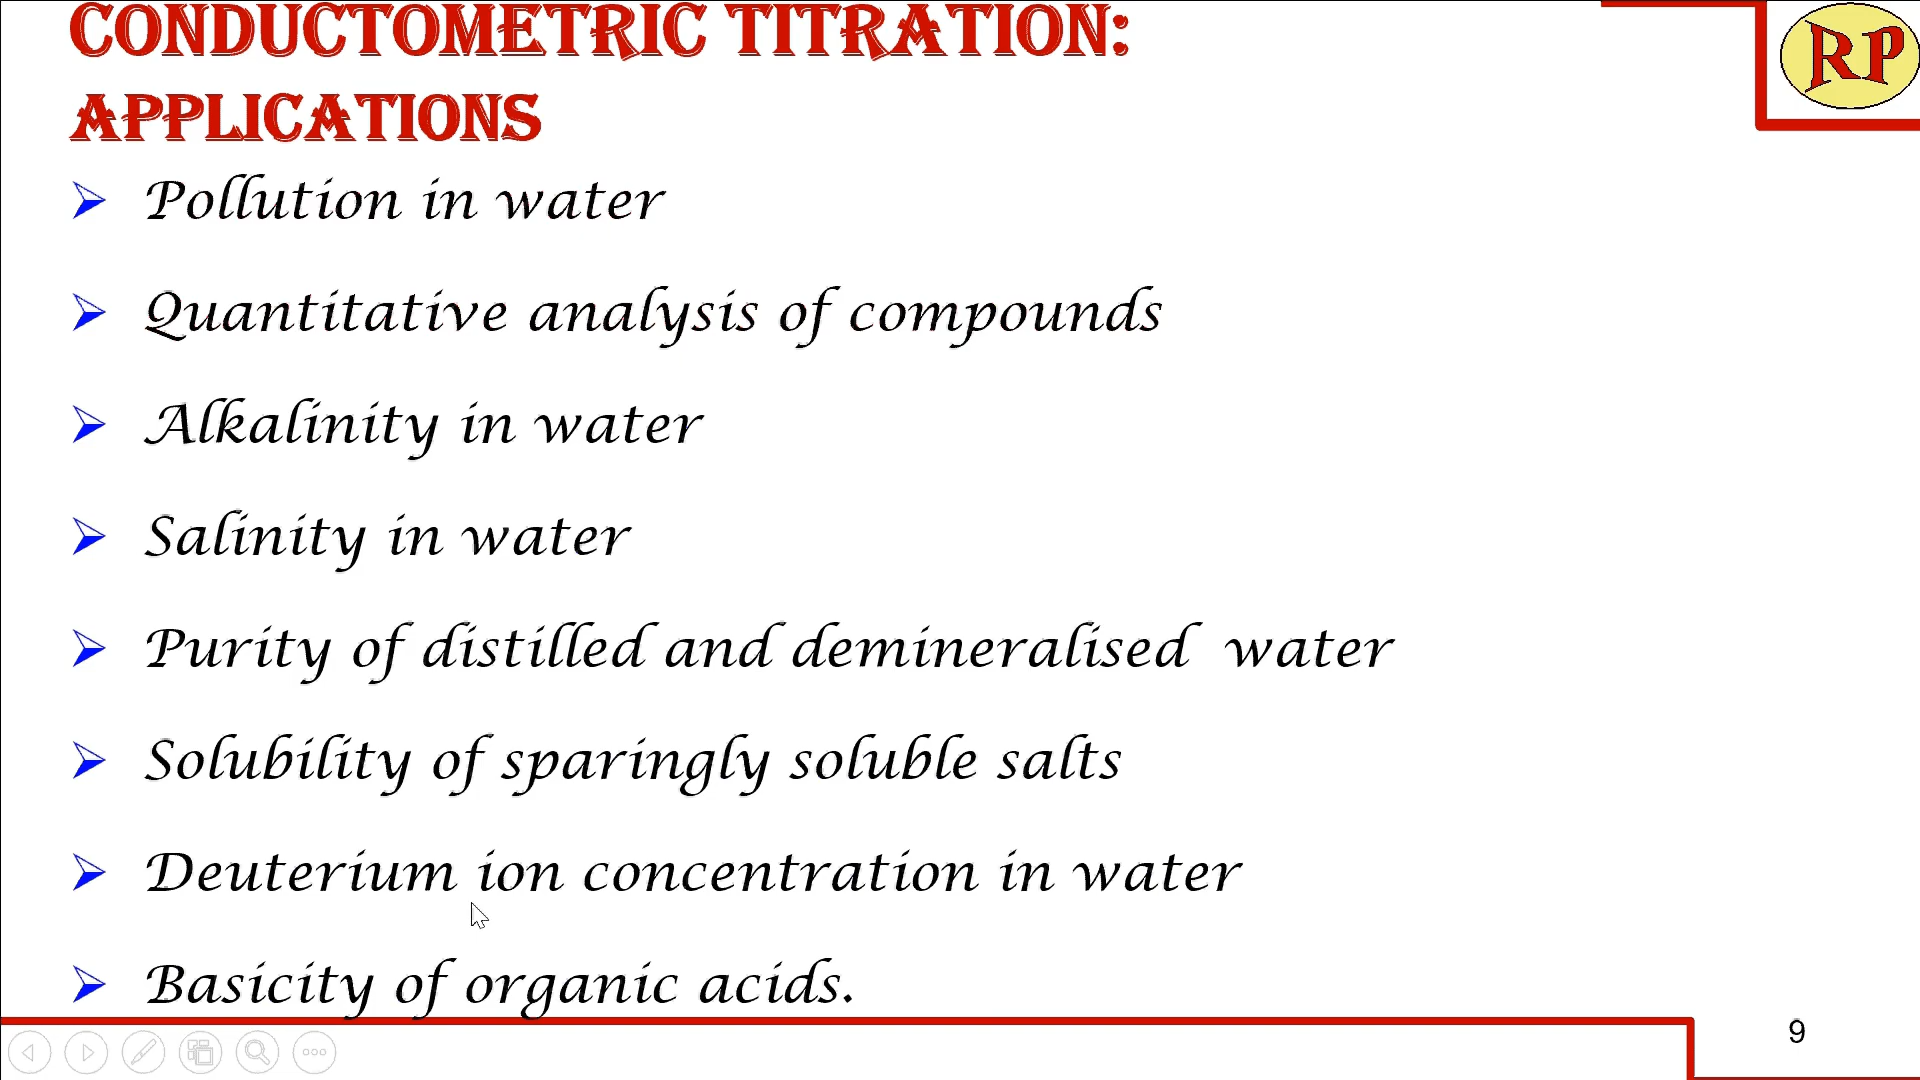 CONDUCTOMETRIC TITRATION:
APPLICATIONS
RP
Pollution in water
Quantitative analysis of compounds
Alkalinity in water
Salinity in water
Purity of distilled and demineralised water
Solubility of sparingly soluble salts
Deuterium ion concentration in water
Basicity of organic acids.
9